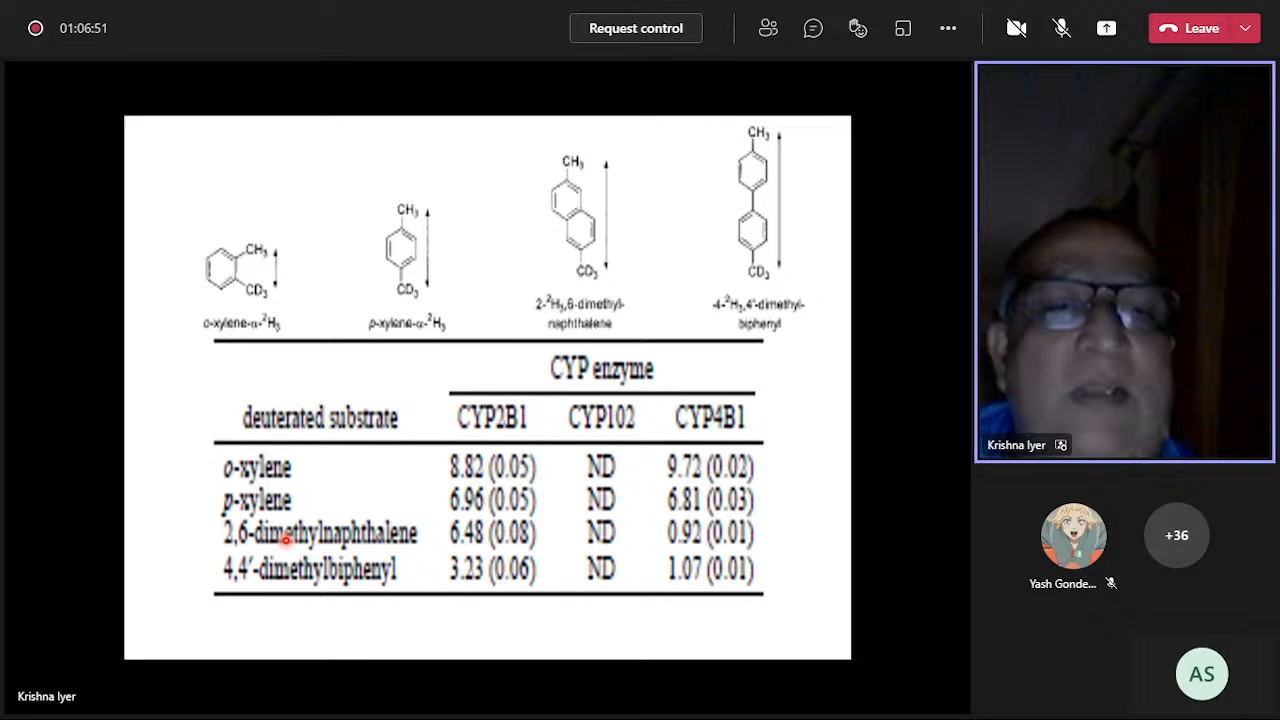 01:06:51
Request control
Leave
CH₃
CD₃
o-xylene-α-²H₃
CH₃
CD₃
p-xylene-α-²H₃
CH₃
CD₃
2-²H₃,6-dimethyl-
naphthalene
CH₃
CD₃
-4-²H₃,4'-dimethyl-
biphenyl
CYP enzyme
deuterated substrate CYP2B1 CYP102 CYP4B1
o-xylene 8.82 (0.05) ND 9.72 (0.02)
p-xylene 6.96 (0.05) ND 6.81 (0.03)
2,6-dimethylnaphthalene 6.48 (0.08) ND 0.92 (0.01)
4,4'-dimethylbiphenyl 3.23 (0.06) ND 1.07 (0.01)
Krishna Iyer
Krishna Iyer
Yash Gonde...
+36
AS